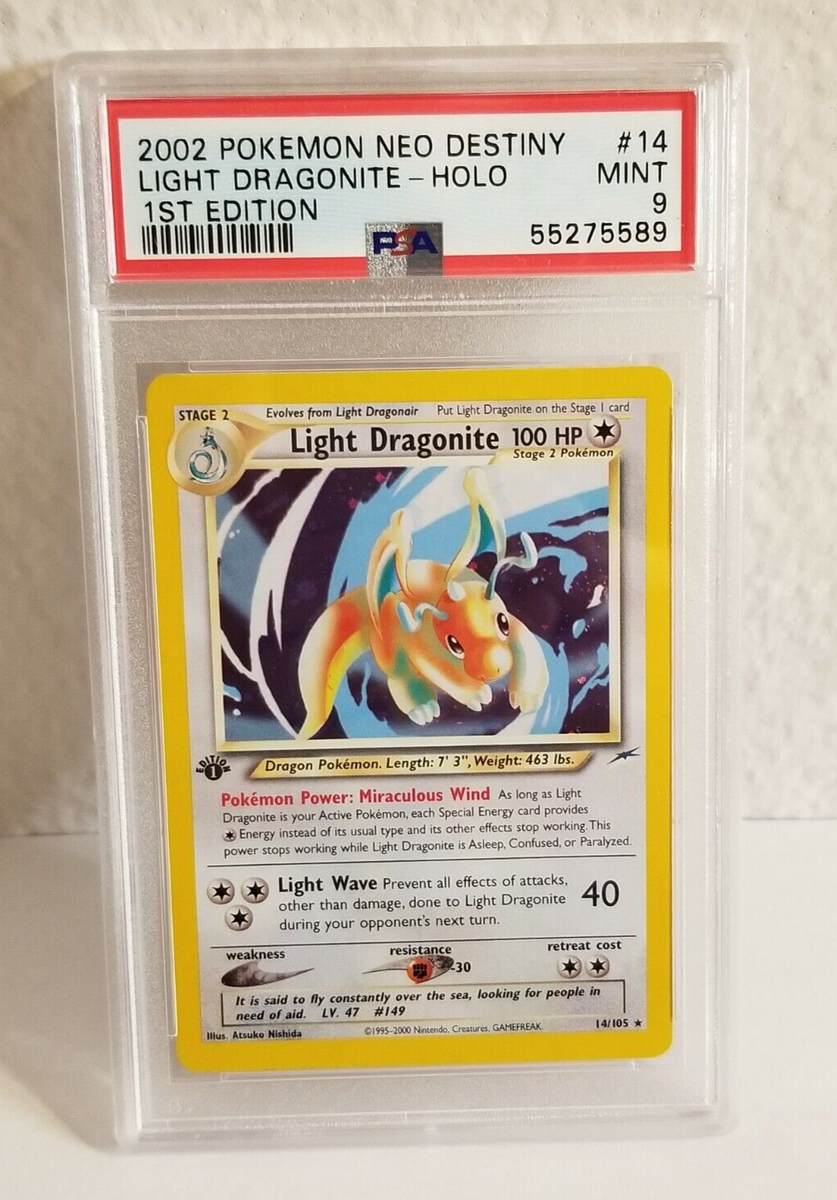 2002 POKEMON NEO DESTINY #14
LIGHT DRAGONITE – HOLO MINT
1ST EDITION 9
PSA 55275589
STAGE 2 Evolves from Light Dragonair Put Light Dragonite on the Stage 1 card
Light Dragonite 100 HP
Stage 2 Pokémon
EDITION
1
Dragon Pokémon. Length: 7' 3", Weight: 463 lbs.
Pokémon Power: Miraculous Wind As long as Light
Dragonite is your Active Pokémon, each Special Energy card provides
Energy instead of its usual type and its other effects stop working. This
power stops working while Light Dragonite is Asleep, Confused, or Paralyzed.
Light Wave Prevent all effects of attacks,
other than damage, done to Light Dragonite 40
during your opponent's next turn.
weakness resistance retreat cost
-30
It is said to fly constantly over the sea, looking for people in
need of aid. LV. 47 #149
Illus. Atsuko Nishida ©1995-2000 Nintendo, Creatures, GAMEFREAK. 14/105 ★